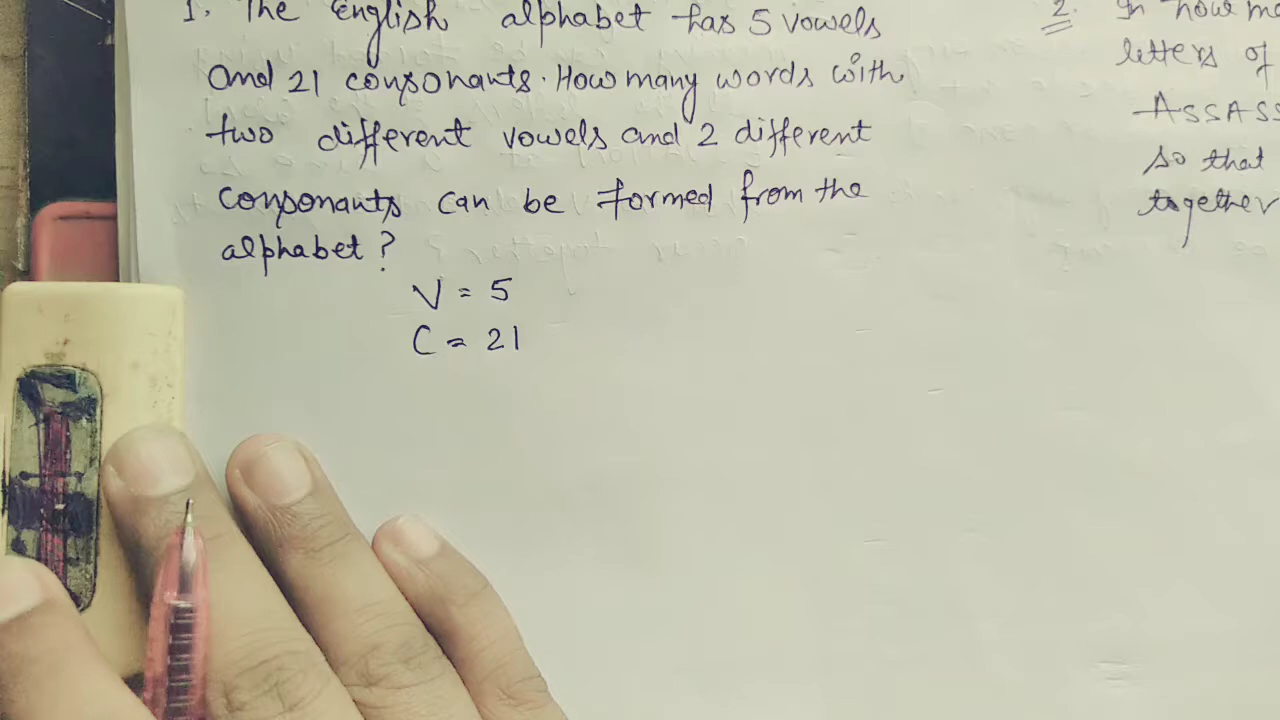 1. The English alphabet has 5 vowels
and 21 consonants. How many words with
two different vowels and 2 different
consonants can be formed from the
alphabet?
V = 5
C = 21
2. In how
letters of
ASSASS
so that
together